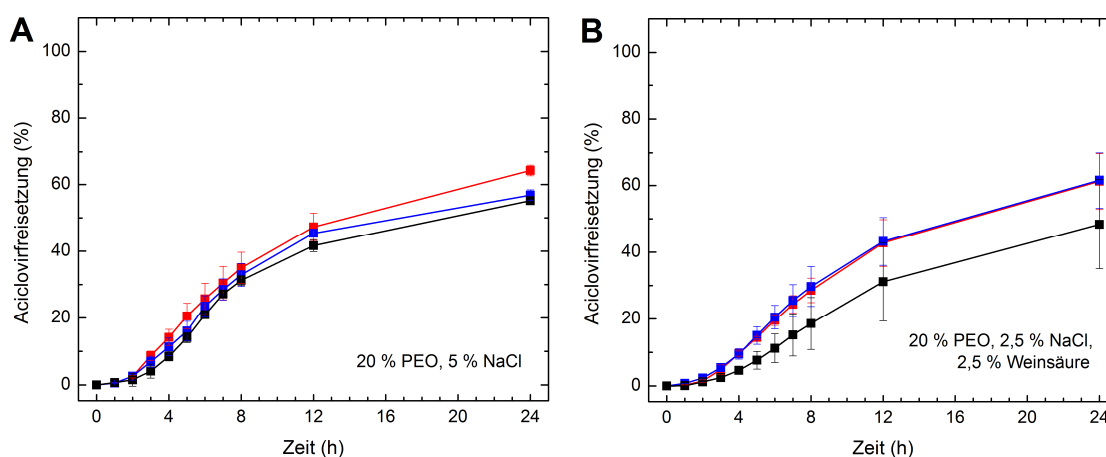 A
100
80
60
40
20
0
Aciclovirfreisetzung (%)
20 % PEO, 5 % NaCl
0 4 8 12 16 20 24
Zeit (h)
B
100
80
60
40
20
0
Aciclovirfreisetzung (%)
20 % PEO, 2,5 % NaCl,
2,5 % Weinsäure
0 4 8 12 16 20 24
Zeit (h)